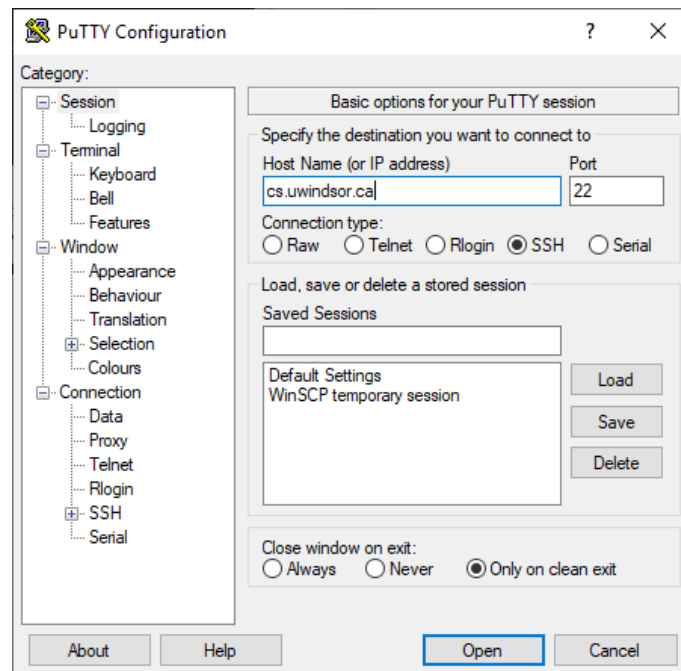 PuTTY Configuration
?
Category:
Session
Logging
Terminal
Keyboard
Bell
Features
Window
Appearance
Behaviour
Translation
Selection
Colours
Connection
Data
Proxy
Telnet
Rlogin
SSH
Serial
Basic options for your PuTTY session
Specify the destination you want to connect to
Host Name (or IP address) Port
cs.uwindsor.ca 22
Connection type:
Raw Telnet Rlogin SSH Serial
Load, save or delete a stored session
Saved Sessions
Default Settings
WinSCP temporary session
Load
Save
Delete
Close window on exit:
Always Never Only on clean exit
About Help Open Cancel